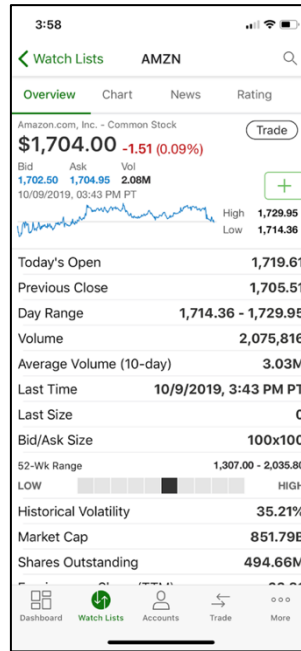 3:58
Watch Lists AMZN
Overview Chart News Rating
Amazon.com, Inc. - Common Stock
Trade
$1,704.00 -1.51 (0.09%)
Bid Ask Vol
1,702.50 1,704.95 2.08M
10/09/2019, 03:43 PM PT
High 1,729.95
Low 1,714.36
Today's Open 1,719.61
Previous Close 1,705.51
Day Range 1,714.36 - 1,729.95
Volume 2,075,816
Average Volume (10-day) 3.03M
Last Time 10/9/2019, 3:43 PM PT
Last Size 0
Bid/Ask Size 100x100
52-Wk Range 1,307.00 - 2,035.80
LOW HIGH
Historical Volatility 35.21%
Market Cap 851.79B
Shares Outstanding 494.66M
Dashboard Watch Lists Accounts Trade More